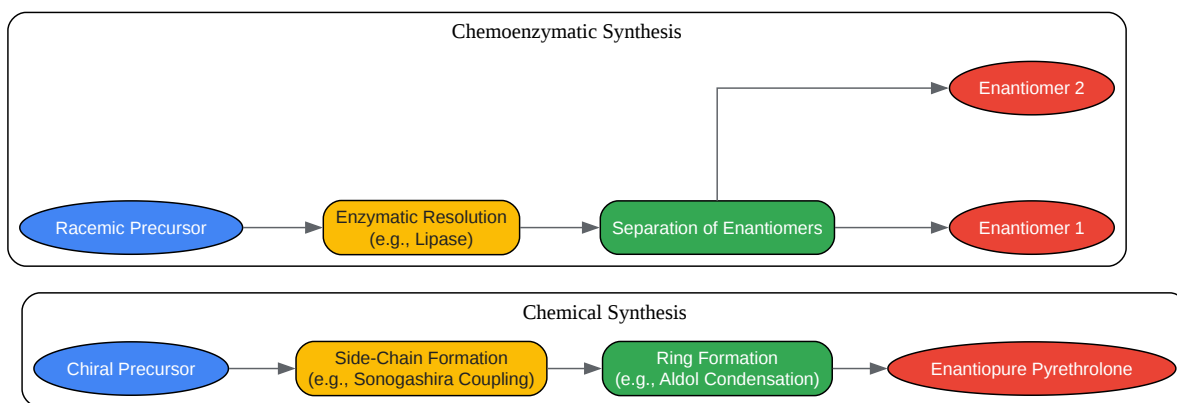 Chemoenzymatic Synthesis
Enantiomer 2
Racemic Precursor
Enzymatic Resolution
(e.g., Lipase)
Separation of Enantiomers
Enantiomer 1
Chemical Synthesis
Chiral Precursor
Side-Chain Formation
(e.g., Sonogashira Coupling)
Ring Formation
(e.g., Aldol Condensation)
Enantiopure Pyrethrolone